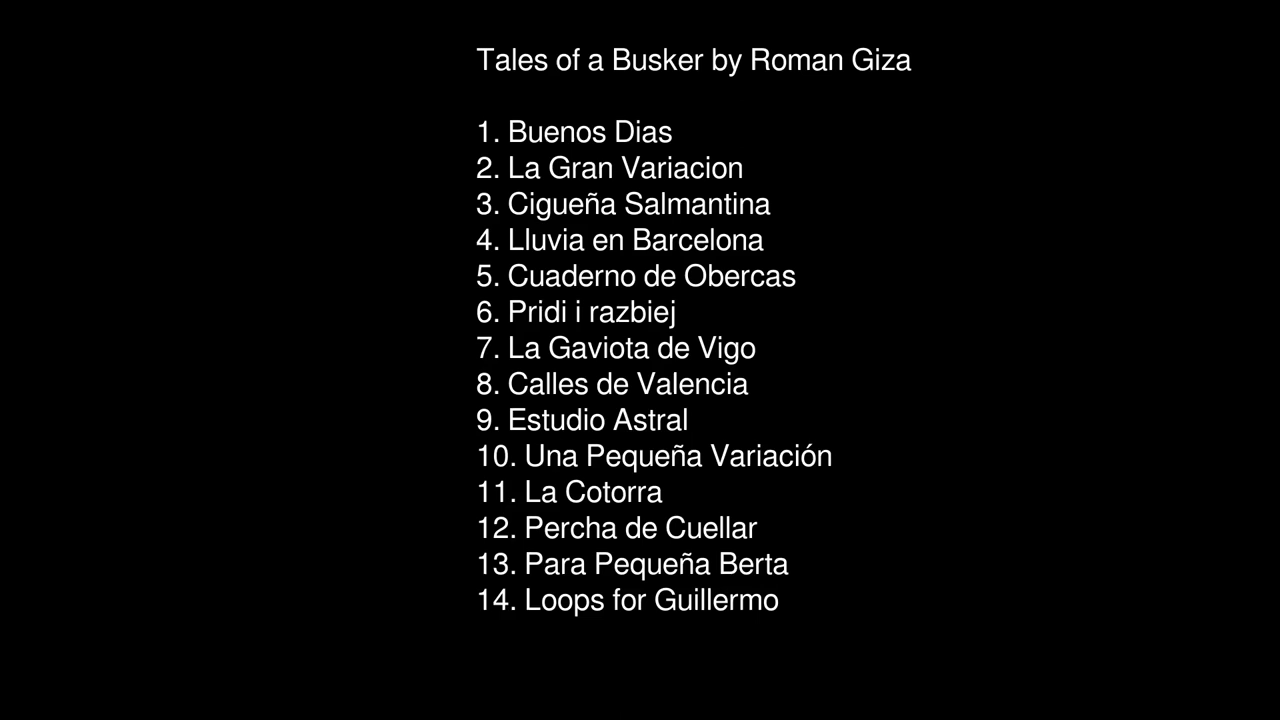 Tales of a Busker by Roman Giza
1. Buenos Dias
2. La Gran Variacion
3. Cigueña Salmantina
4. Lluvia en Barcelona
5. Cuaderno de Obercas
6. Pridi i razbiej
7. La Gaviota de Vigo
8. Calles de Valencia
9. Estudio Astral
10. Una Pequeña Variación
11. La Cotorra
12. Percha de Cuellar
13. Para Pequeña Berta
14. Loops for Guillermo